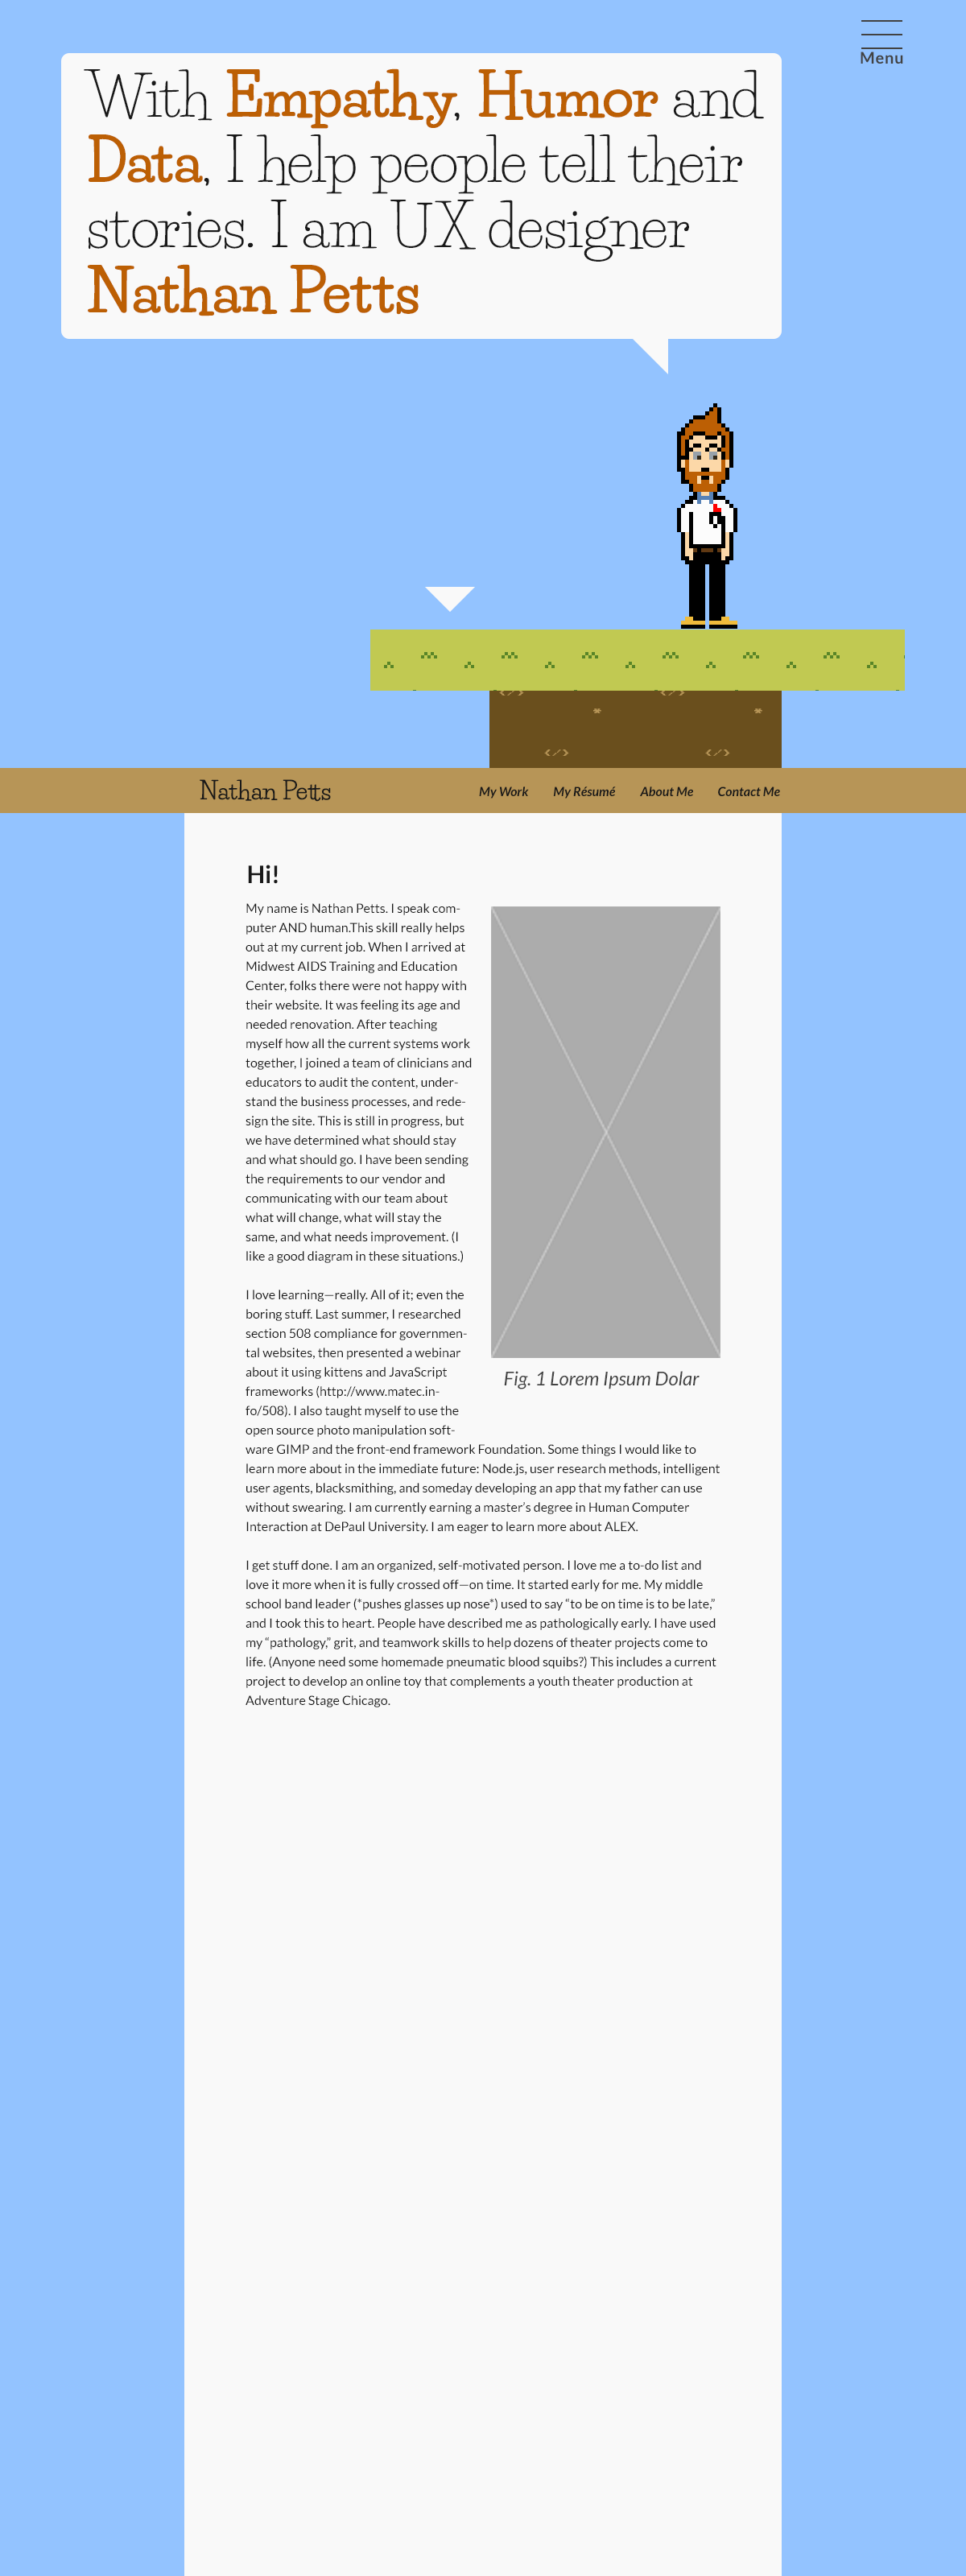 Menu
With Empathy, Humor and
Data, I help people tell their
stories. I am UX designer
Nathan Petts
</>
</>
</>
</>
Nathan Petts
My Work
My Résumé
About Me
Contact Me
Hi!
My name is Nathan Petts. I speak com-
puter AND human.This skill really helps
out at my current job. When I arrived at
Midwest AIDS Training and Education
Center, folks there were not happy with
their website. It was feeling its age and
needed renovation. After teaching
myself how all the current systems work
together, I joined a team of clinicians and
educators to audit the content, under-
stand the business processes, and rede-
sign the site. This is still in progress, but
we have determined what should stay
and what should go. I have been sending
the requirements to our vendor and
communicating with our team about
what will change, what will stay the
same, and what needs improvement. (I
like a good diagram in these situations.)
I love learning—really. All of it; even the
boring stuff. Last summer, I researched
section 508 compliance for governmen-
tal websites, then presented a webinar
about it using kittens and JavaScript
frameworks (http://www.matec.in-
fo/508). I also taught myself to use the
open source photo manipulation soft-
ware GIMP and the front-end framework Foundation. Some things I would like to
learn more about in the immediate future: Node.js, user research methods, intelligent
user agents, blacksmithing, and someday developing an app that my father can use
without swearing. I am currently earning a master’s degree in Human Computer
Interaction at DePaul University. I am eager to learn more about ALEX.
Fig. 1 Lorem Ipsum Dolar
I get stuff done. I am an organized, self-motivated person. I love me a to-do list and
love it more when it is fully crossed off—on time. It started early for me. My middle
school band leader (*pushes glasses up nose*) used to say “to be on time is to be late,”
and I took this to heart. People have described me as pathologically early. I have used
my “pathology,” grit, and teamwork skills to help dozens of theater projects come to
life. (Anyone need some homemade pneumatic blood squibs?) This includes a current
project to develop an online toy that complements a youth theater production at
Adventure Stage Chicago.